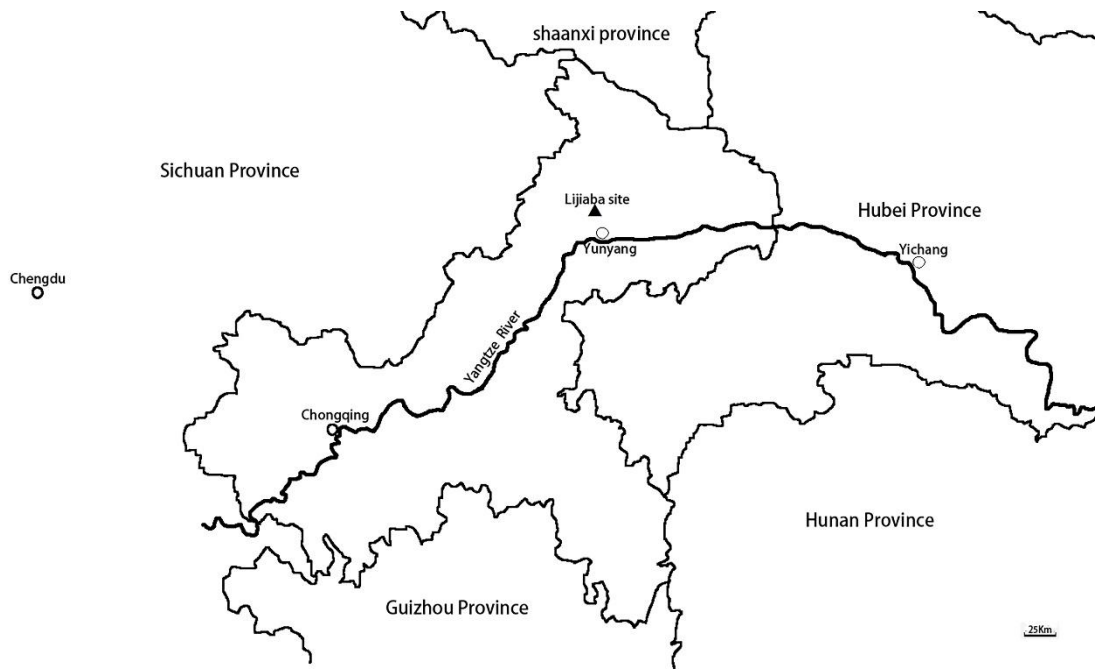 shaanxi province
Sichuan Province
Lijiaba site
Hubei Province
Yunyang
Yichang
Chengdu
Yangtze River
Chongqing
Hunan Province
Guizhou Province
25Km